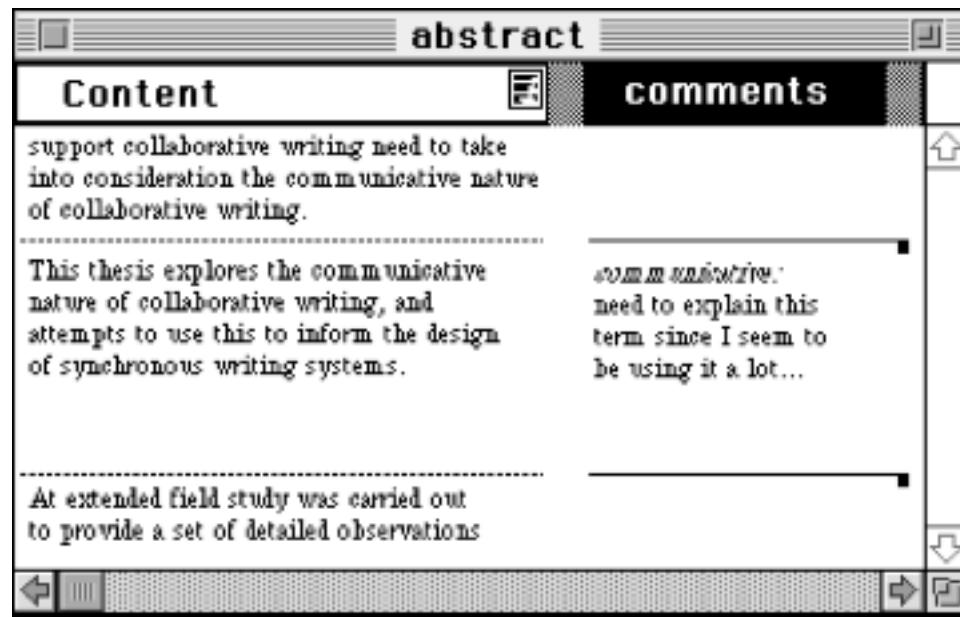 abstract
Content
comments
support collaborative writing need to take
into consideration the communicative nature
of collaborative writing.
This thesis explores the communicative
nature of collaborative writing, and
attempts to use this to inform the design
of synchronous writing systems.
communicative:
need to explain this
term since I seem to
be using it a lot...
At extended field study was carried out
to provide a set of detailed observations